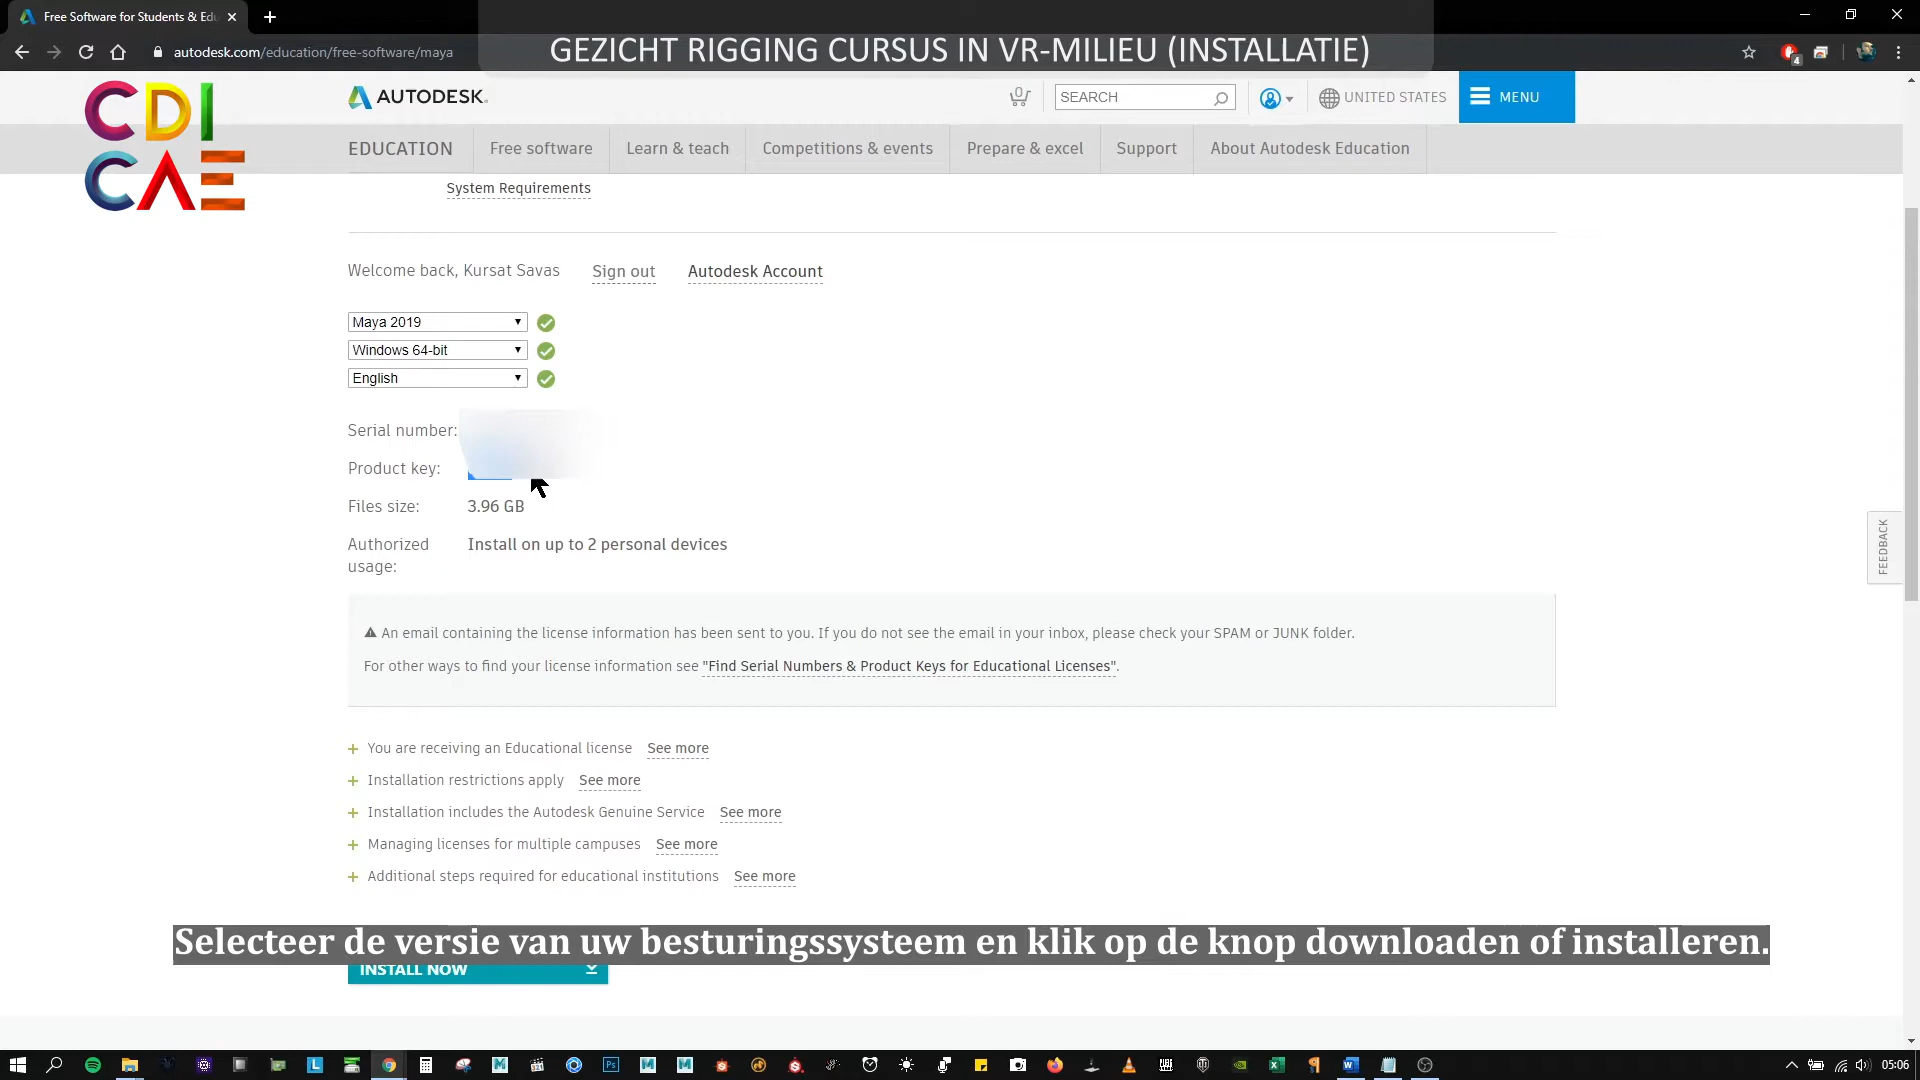 Free Software for Students & Edu
autodesk.com/education/free-software/maya
GEZICHT RIGGING CURSUS IN VR-MILIEU (INSTALLATIE)
4
CDI
CAE
AUTODESK.
0
SEARCH
UNITED STATES
MENU
EDUCATION
Free software
Learn & teach
Competitions & events
Prepare & excel
Support
About Autodesk Education
System Requirements
Welcome back, Kursat Savas
Sign out
Autodesk Account
Maya 2019
Windows 64-bit
English
Serial number:
Product key:
Files size: 3.96 GB
Authorized usage: Install on up to 2 personal devices
FEEDBACK
An email containing the license information has been sent to you. If you do not see the email in your inbox, please check your SPAM or JUNK folder.
For other ways to find your license information see "Find Serial Numbers & Product Keys for Educational Licenses".
+ You are receiving an Educational license See more
+ Installation restrictions apply See more
+ Installation includes the Autodesk Genuine Service See more
+ Managing licenses for multiple campuses See more
+ Additional steps required for educational institutions See more
Selecteer de versie van uw besturingssysteem en klik op de knop downloaden of installeren.
INSTALL NOW
05:06